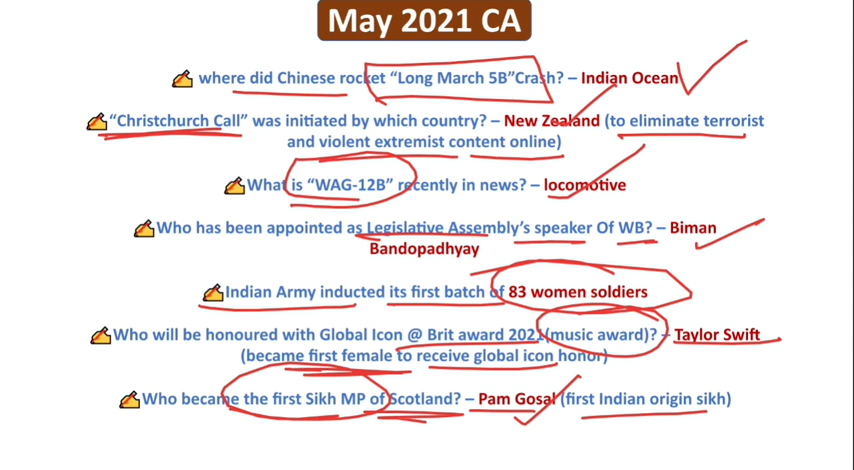 May 2021 CA
where did Chinese rocket “Long March 5B”Crash? – Indian Ocean
“Christchurch Call” was initiated by which country? – New Zealand (to eliminate terrorist
and violent extremist content online)
What is “WAG-12B” recently in news? – locomotive
Who has been appointed as Legislative Assembly’s speaker Of WB? – Biman
Bandopadhyay
Indian Army inducted its first batch of 83 women soldiers
Who will be honoured with Global Icon @ Brit award 2021(music award)? – Taylor Swift
(became first female to receive global icon honor)
Who became the first Sikh MP of Scotland? – Pam Gosal (first Indian origin sikh)